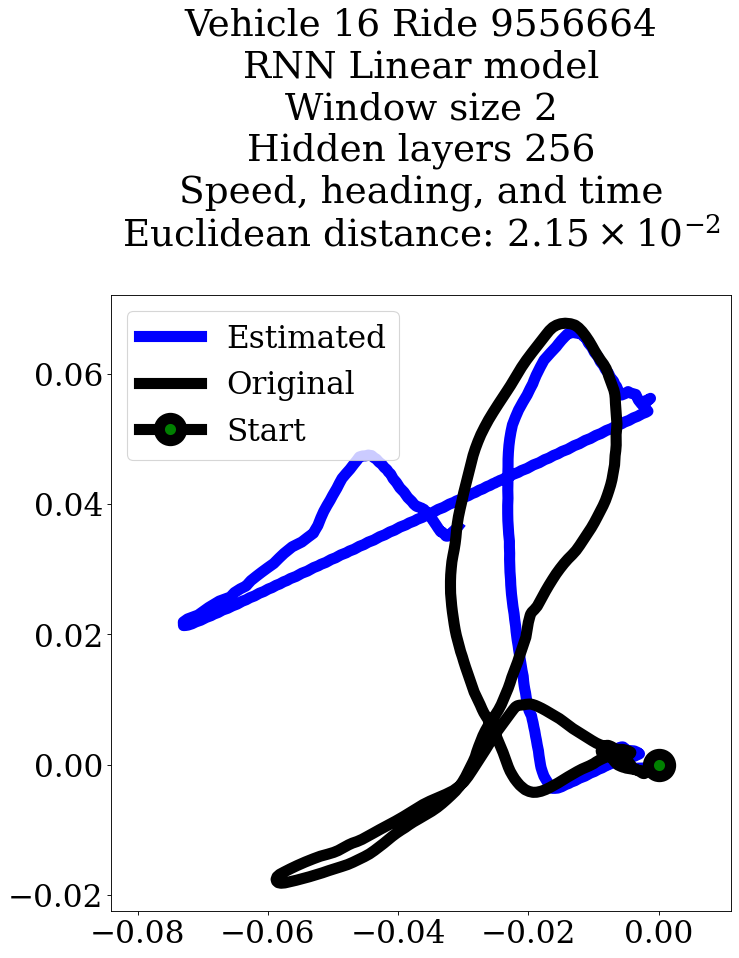 Vehicle 16 Ride 9556664
RNN Linear model
Window size 2
Hidden layers 256
Speed, heading, and time
Euclidean distance: 2.15 × 10⁻²
Estimated
Original
Start
0.06
0.04
0.02
0.00
−0.02
−0.08 −0.06 −0.04 −0.02 0.00